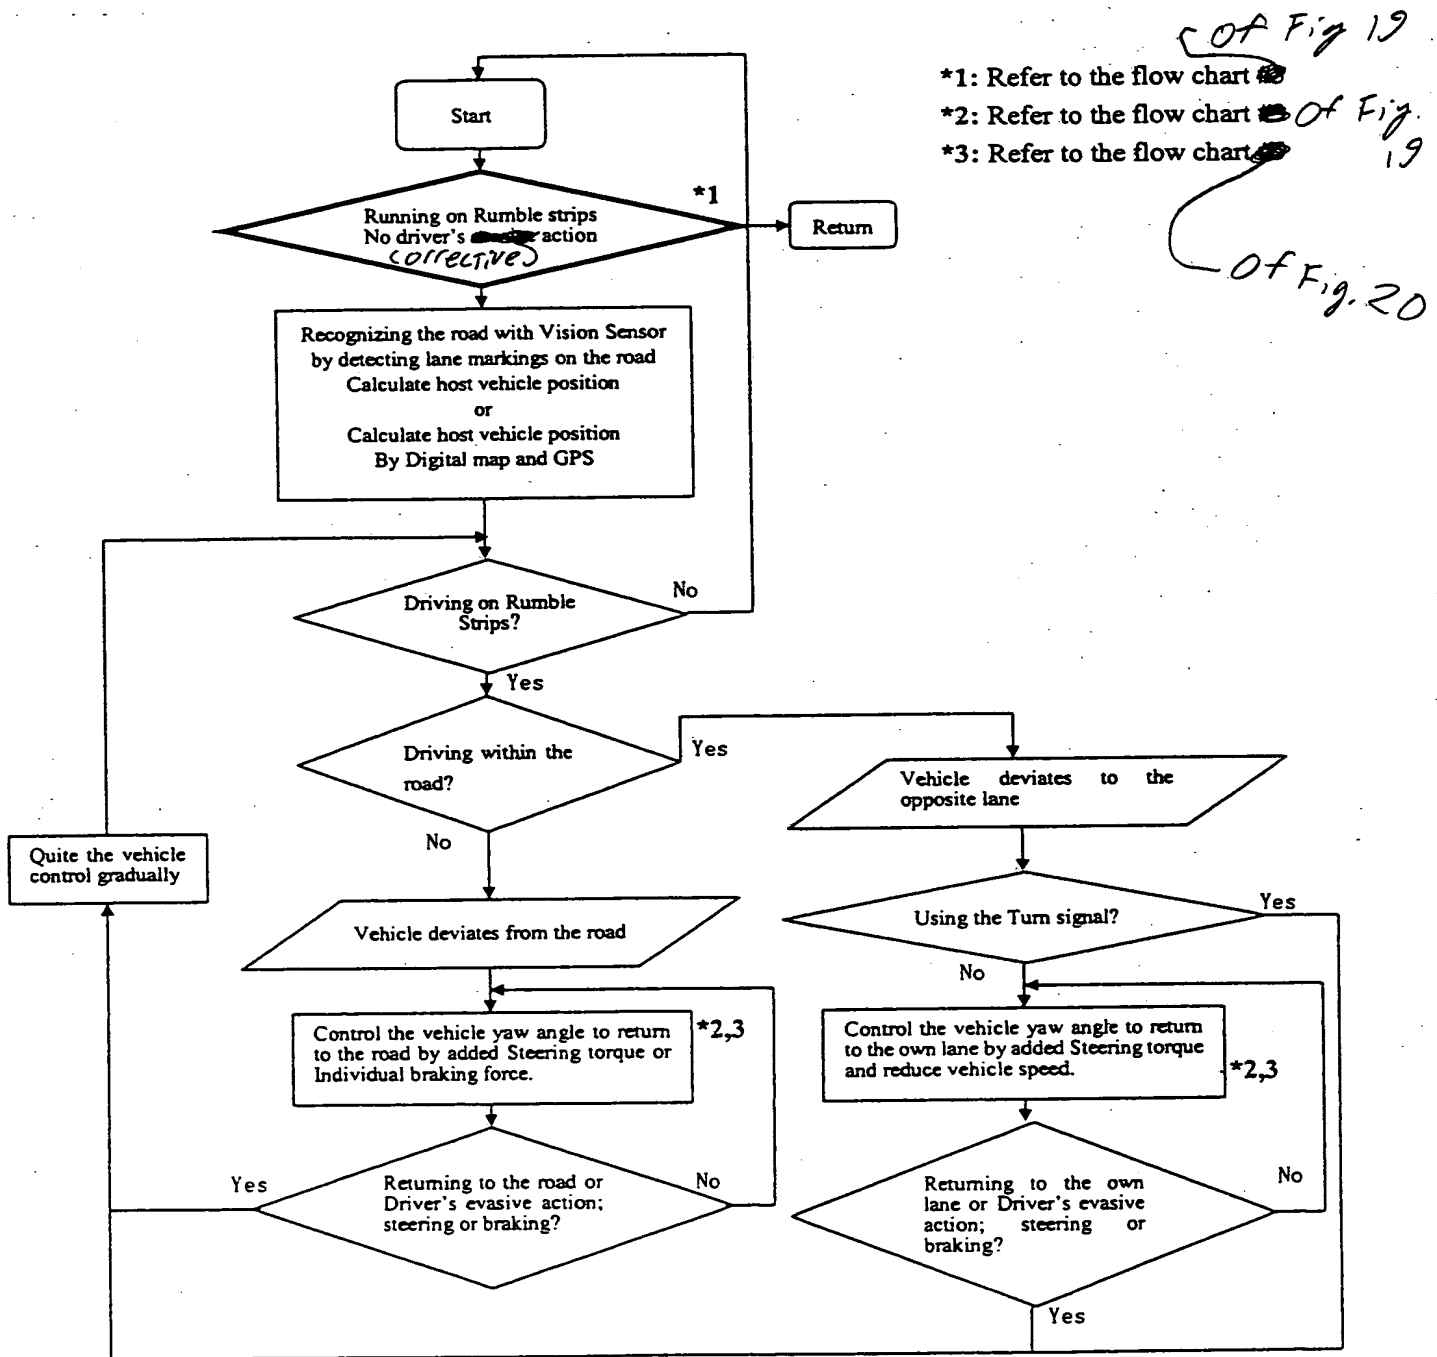 of Fig 19
*1: Refer to the flow chart
*2: Refer to the flow chart of Fig.
19
*3: Refer to the flow chart
of Fig. 20
Start
*1
Running on Rumble strips
No driver's action
corrective
Return
Recognizing the road with Vision Sensor
by detecting lane markings on the road
Calculate host vehicle position
or
Calculate host vehicle position
By Digital map and GPS
Driving on Rumble
Strips?
No
Yes
Driving within the
road?
Yes
No
Vehicle deviates to the
opposite lane
Quite the vehicle
control gradually
Vehicle deviates from the road
Using the Turn signal?
Yes
No
Control the vehicle yaw angle to return
to the road by added Steering torque or
Individual braking force.
*2,3
Control the vehicle yaw angle to return
to the own lane by added Steering torque
and reduce vehicle speed.
*2,3
Yes
Returning to the road or
Driver's evasive action;
steering or braking?
No
Returning to the own
lane or Driver's evasive
action; steering or
braking?
No
Yes